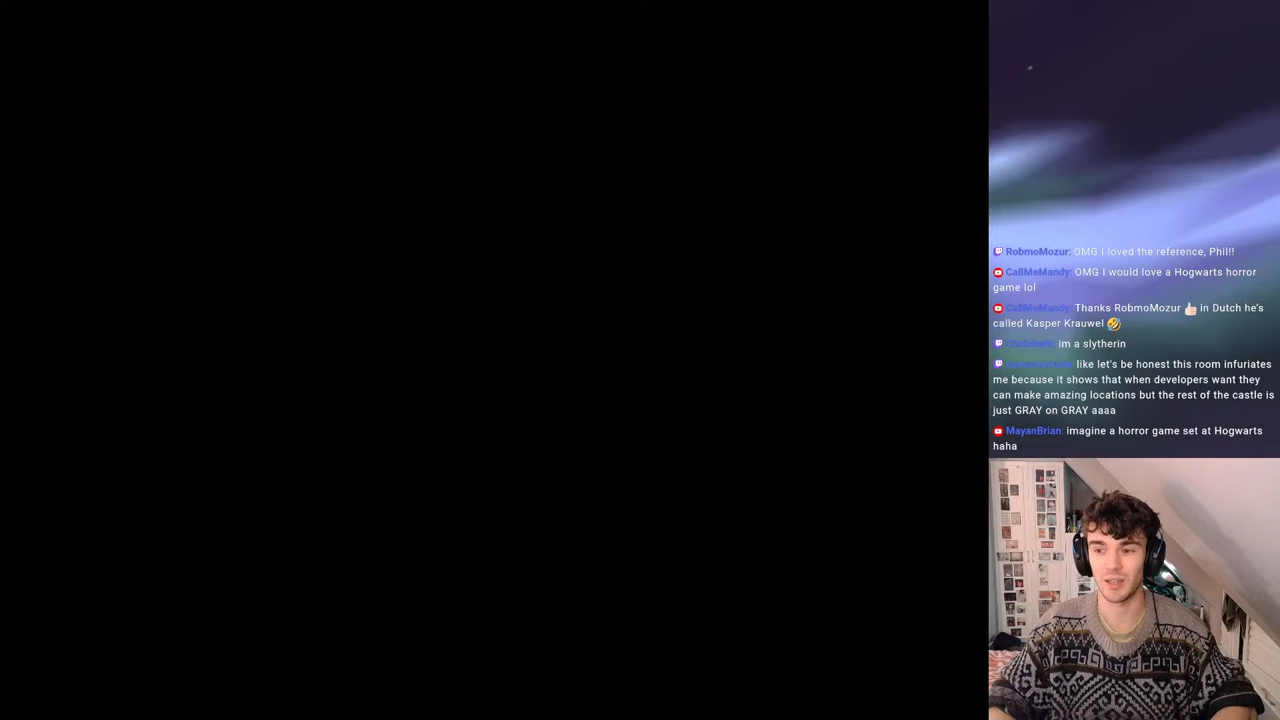 RobmoMozur: OMG I loved the reference, Phil!!
CallMeMandy: OMG I would love a Hogwarts horror
game lol
CallMeMandy: Thanks RobmoMozur 👍🏻 in Dutch he's
called Kasper Krauwel 🤣
im a slytherin
like let's be honest this room infuriates
me because it shows that when developers want they
can make amazing locations but the rest of the castle is
just GRAY on GRAY aaaa
MayanBrian: imagine a horror game set at Hogwarts
haha